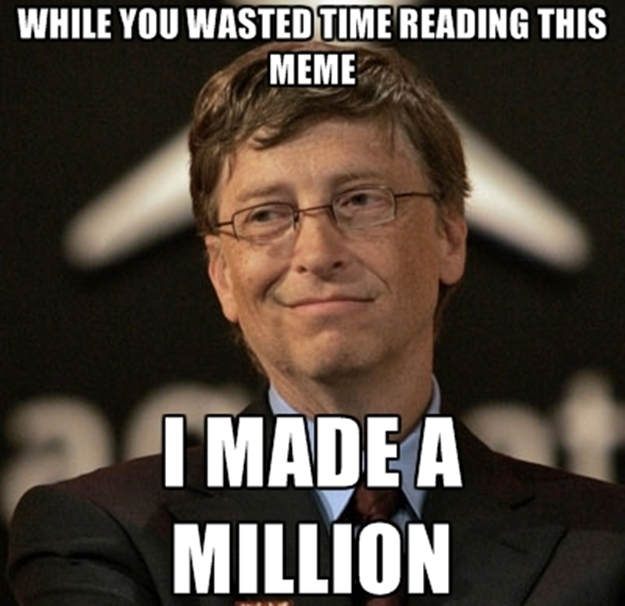 WHILE YOU WASTED TIME READING THIS
MEME
I MADE A
MILLION